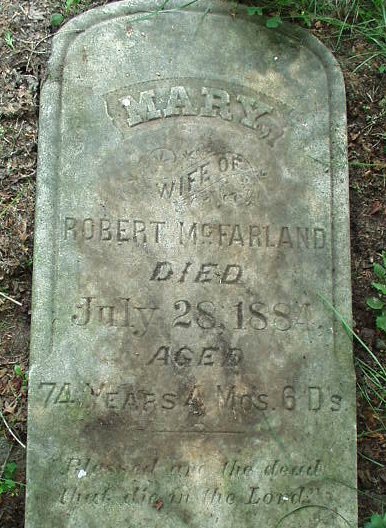 MARY,
WIFE OF
ROBERT McFARLAND
DIED
July 28, 1884.
AGED
74 YEARS 4 MOS. 6 Ds
"Blessed are the dead
that die in the Lord."